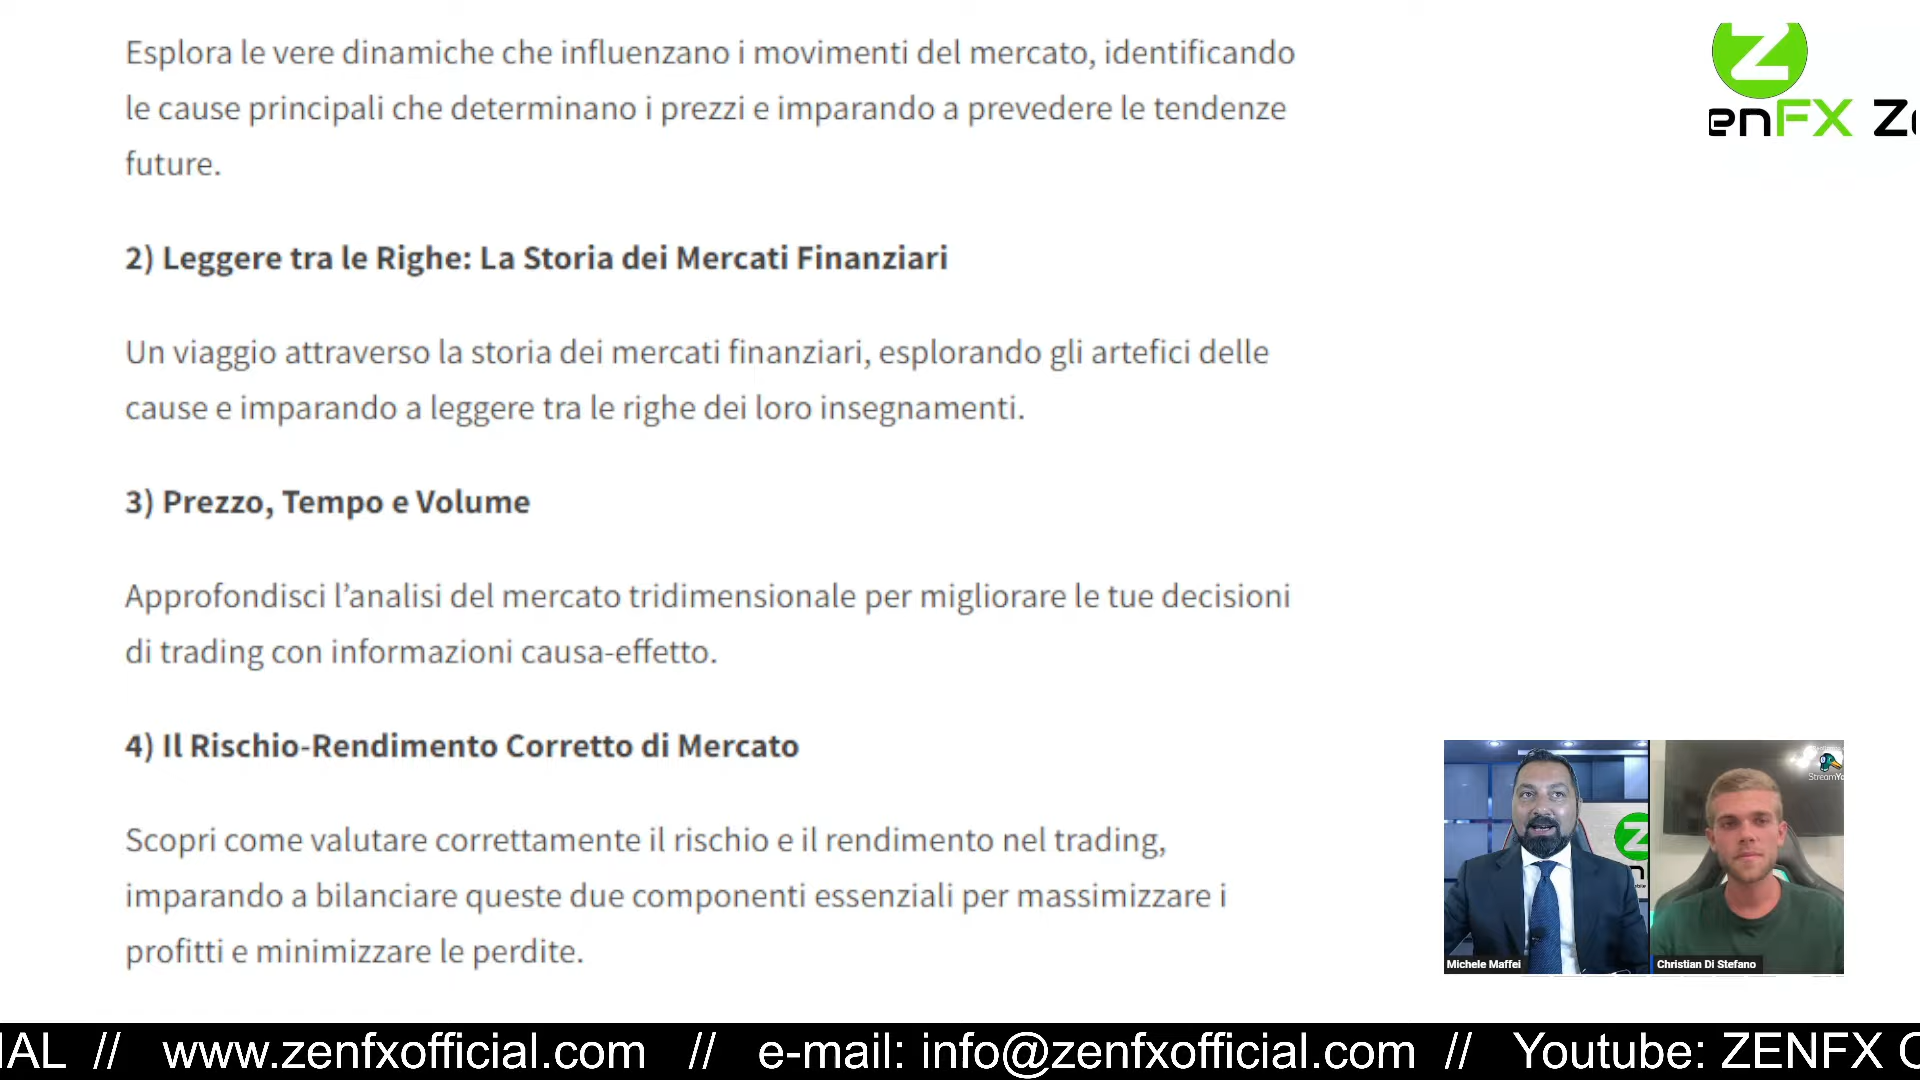 Esplora le vere dinamiche che influenzano i movimenti del mercato, identificando
le cause principali che determinano i prezzi e imparando a prevedere le tendenze
future.
Z
enFX Ze
2) Leggere tra le Righe: La Storia dei Mercati Finanziari
Un viaggio attraverso la storia dei mercati finanziari, esplorando gli artefici delle
cause e imparando a leggere tra le righe dei loro insegnamenti.
3) Prezzo, Tempo e Volume
Approfondisci l’analisi del mercato tridimensionale per migliorare le tue decisioni
di trading con informazioni causa-effetto.
4) Il Rischio-Rendimento Corretto di Mercato
Scopri come valutare correttamente il rischio e il rendimento nel trading,
imparando a bilanciare queste due componenti essenziali per massimizzare i
profitti e minimizzare le perdite.
StreamYa
Z
Michele Maffei
Christian Di Stefano
IAL // www.zenfxofficial.com // e-mail: info@zenfxofficial.com // Youtube: ZENFX O